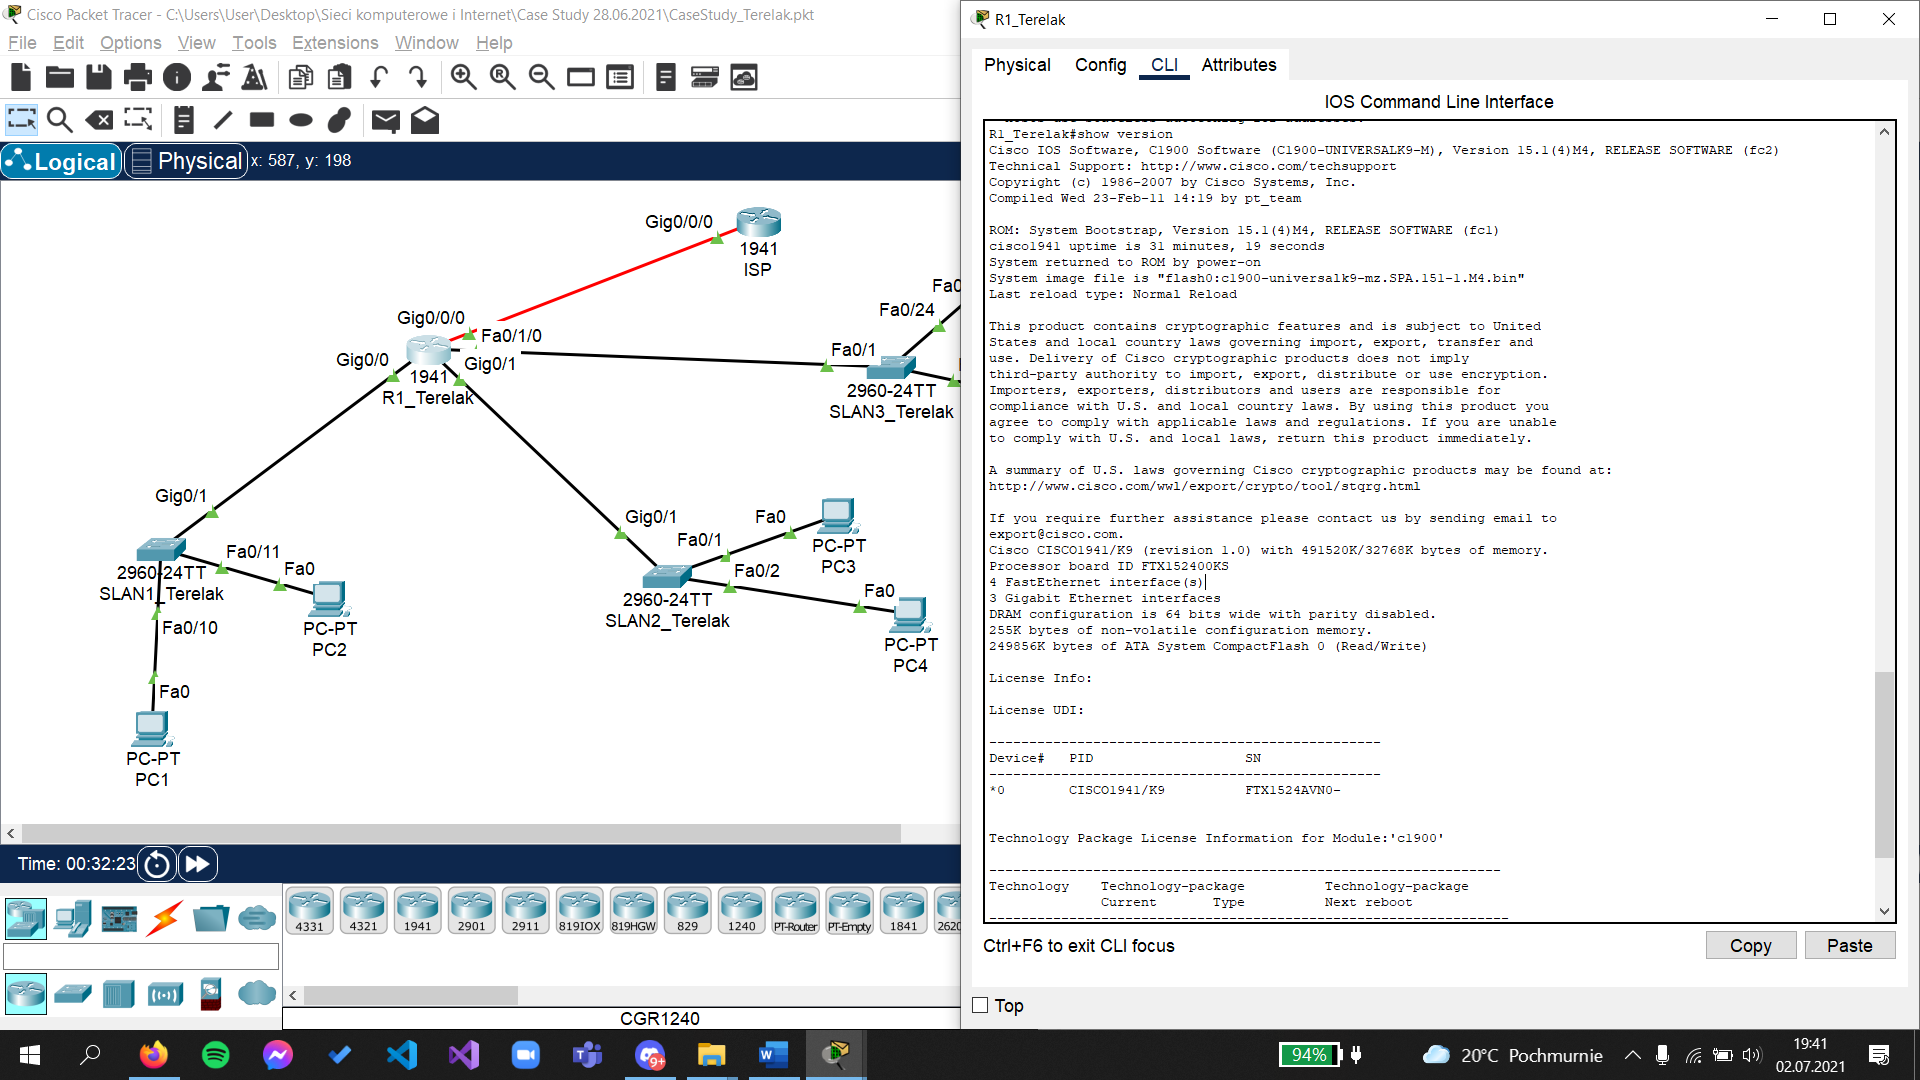 Cisco Packet Tracer - C:\Users\User\Desktop\Sieci komputerowe i Internet\Case Study 28.06.2021\CaseStudy_Terelak.pkt
File Edit Options View Tools Extensions Window Help
Logical Physical x: 587, y: 198
Gig0/0/0
1941
ISP
Fa0
Fa0/24
Gig0/0/0
Fa0/1/0
Gig0/0
Gig0/1
1941
R1_Terelak
Fa0/1
2960-24TT
SLAN3_Terelak
Gig0/1
Fa0/11
Fa0
2960-24TT
SLAN1_Terelak
Fa0/10
PC-PT
PC2
Fa0
PC-PT
PC1
Gig0/1
Fa0
Fa0/1
PC-PT
PC3
Fa0/2
2960-24TT
SLAN2_Terelak
Fa0
PC-PT
PC4
Time: 00:32:23
4331 4321 1941 2901 2911 819IOX 819HGW 829 1240 PT-Router PT-Empty 1841 2620
CGR1240
R1_Terelak
Physical Config CLI Attributes
IOS Command Line Interface
R1_Terelak#show version
Cisco IOS Software, C1900 Software (C1900-UNIVERSALK9-M), Version 15.1(4)M4, RELEASE SOFTWARE (fc2)
Technical Support: http://www.cisco.com/techsupport
Copyright (c) 1986-2007 by Cisco Systems, Inc.
Compiled Wed 23-Feb-11 14:19 by pt_team
ROM: System Bootstrap, Version 15.1(4)M4, RELEASE SOFTWARE (fc1)
cisco1941 uptime is 31 minutes, 19 seconds
System returned to ROM by power-on
System image file is "flash0:c1900-universalk9-mz.SPA.151-1.M4.bin"
Last reload type: Normal Reload
This product contains cryptographic features and is subject to United
States and local country laws governing import, export, transfer and
use. Delivery of Cisco cryptographic products does not imply
third-party authority to import, export, distribute or use encryption.
Importers, exporters, distributors and users are responsible for
compliance with U.S. and local country laws. By using this product you
agree to comply with applicable laws and regulations. If you are unable
to comply with U.S. and local laws, return this product immediately.
A summary of U.S. laws governing Cisco cryptographic products may be found at:
http://www.cisco.com/wwl/export/crypto/tool/stqrg.html
If you require further assistance please contact us by sending email to
export@cisco.com.
Cisco CISCO1941/K9 (revision 1.0) with 491520K/32768K bytes of memory.
Processor board ID FTX152400KS
4 FastEthernet interface(s)
3 Gigabit Ethernet interfaces
DRAM configuration is 64 bits wide with parity disabled.
255K bytes of non-volatile configuration memory.
249856K bytes of ATA System CompactFlash 0 (Read/Write)
License Info:
License UDI:
-------------------------------------------------
Device# PID SN
-------------------------------------------------
*0 CISCO1941/K9 FTX1524AVN0-
Technology Package License Information for Module:'c1900'
----------------------------------------------------------------
Technology Technology-package Technology-package
Current Type Next reboot
-----------------------------------------------------------------
Ctrl+F6 to exit CLI focus
Copy Paste
Top
9+
94%
20°C Pochmurnie
19:41
02.07.2021